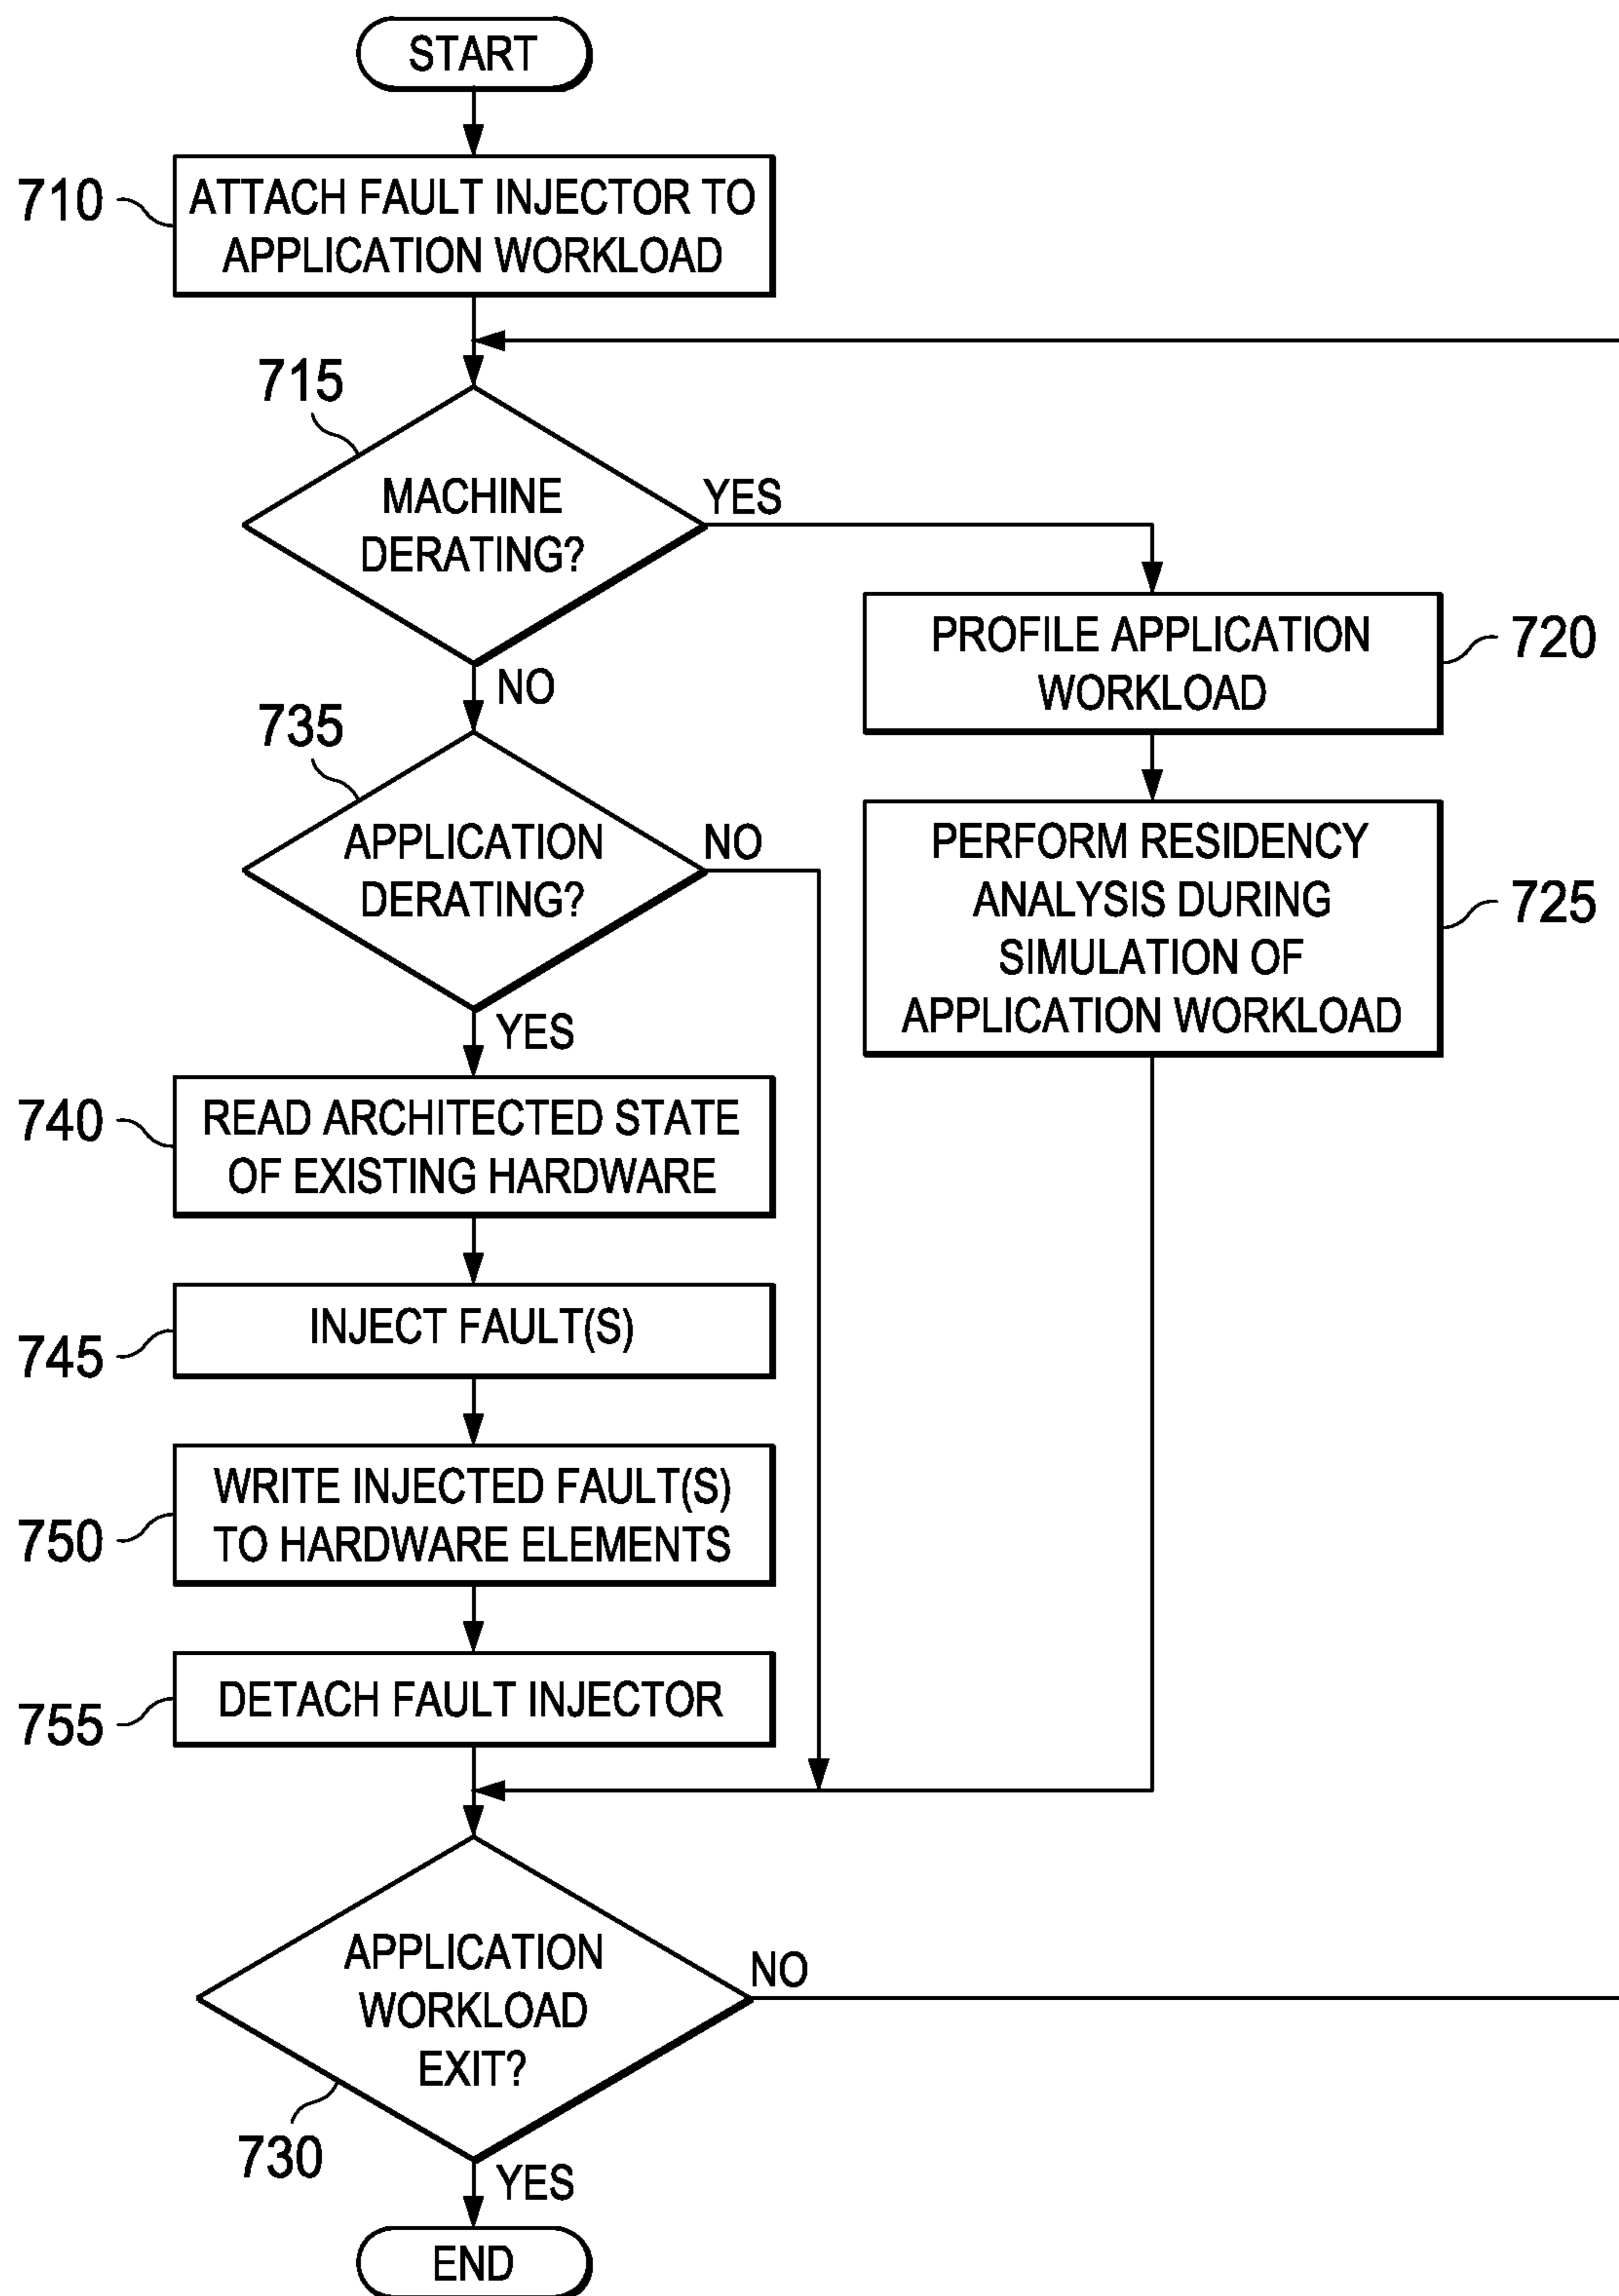 START
710
ATTACH FAULT INJECTOR TO
APPLICATION WORKLOAD
715
MACHINE
DERATING?
YES
NO
PROFILE APPLICATION
WORKLOAD
720
PERFORM RESIDENCY
ANALYSIS DURING
SIMULATION OF
APPLICATION WORKLOAD
725
735
APPLICATION
DERATING?
NO
YES
740
READ ARCHITECTED STATE
OF EXISTING HARDWARE
745
INJECT FAULT(S)
750
WRITE INJECTED FAULT(S)
TO HARDWARE ELEMENTS
755
DETACH FAULT INJECTOR
APPLICATION
WORKLOAD
EXIT?
NO
730
YES
END